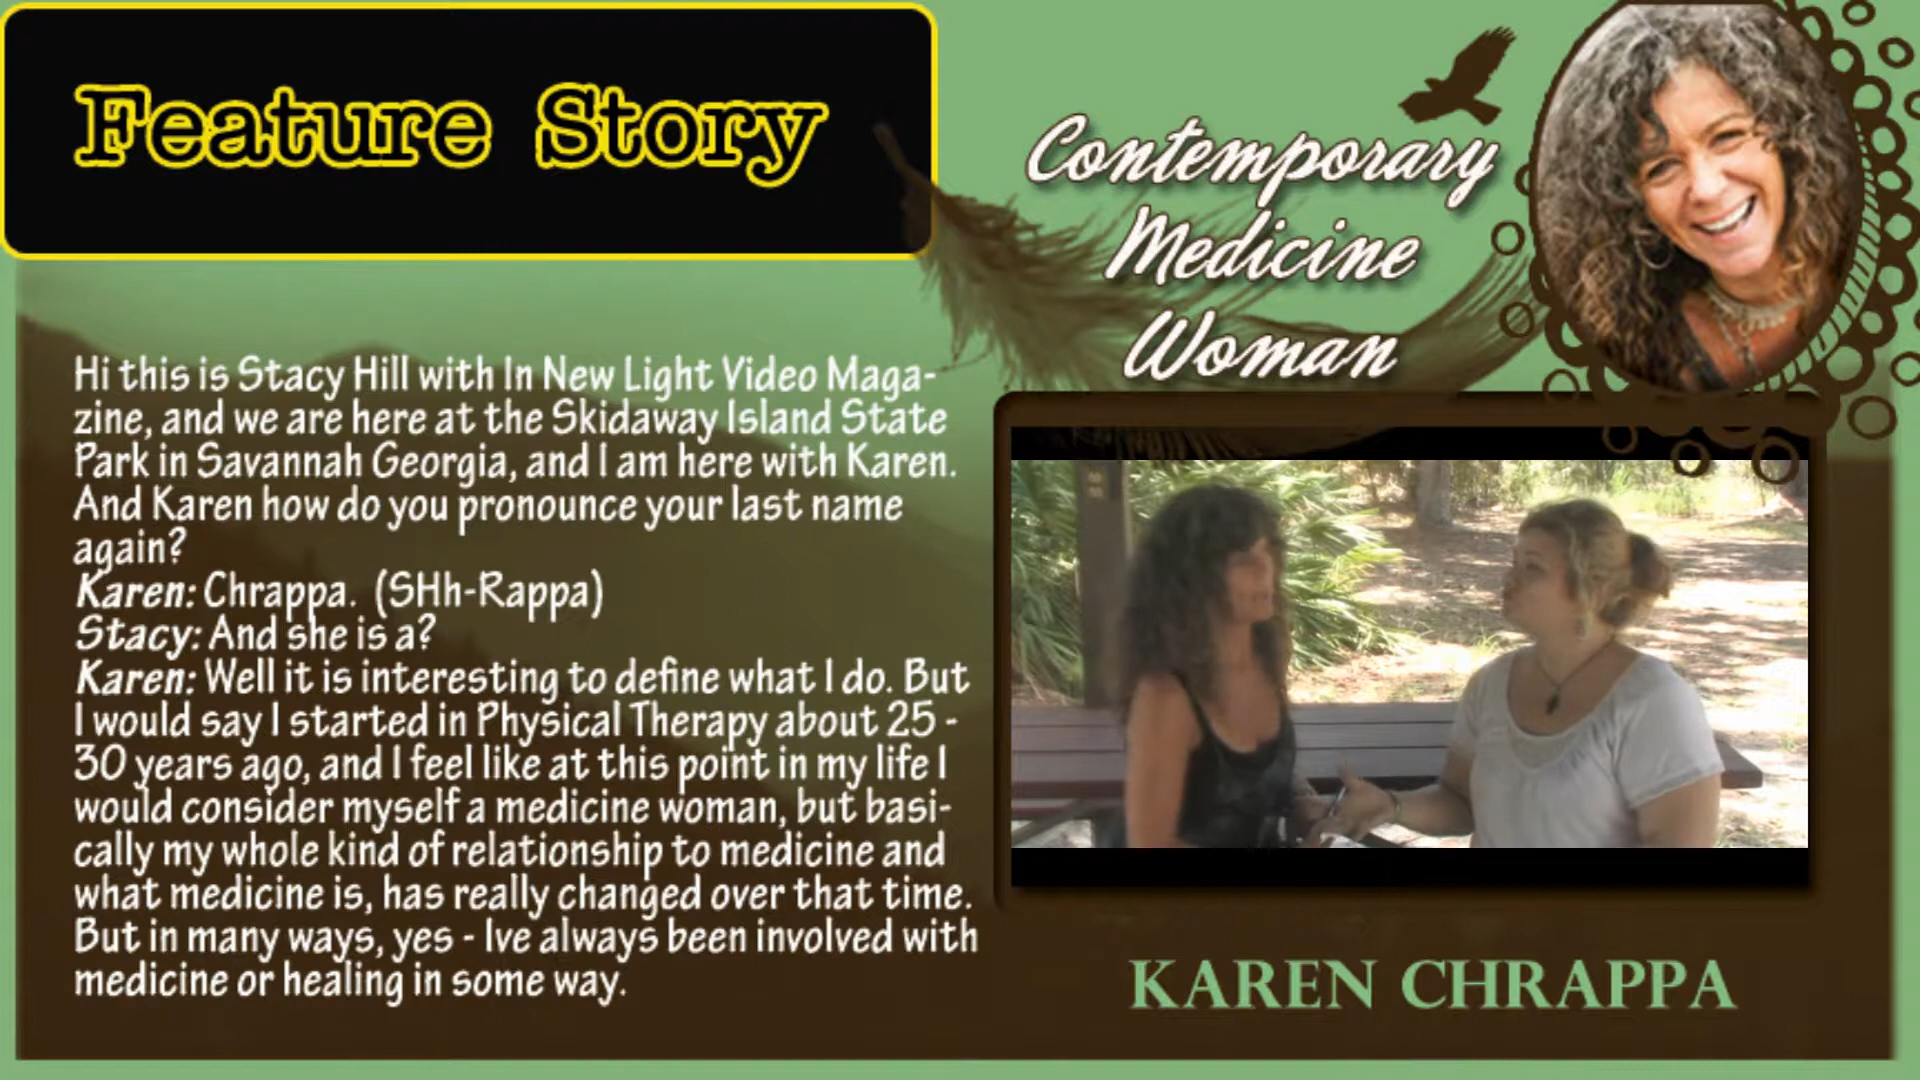 Feature Story
Contemporary
Medicine
Woman
Hi this is Stacy Hill with In New Light Video Maga-
zine, and we are here at the Skidaway Island State
Park in Savannah Georgia, and I am here with Karen.
And Karen how do you pronounce your last name
again?
Karen: Chrappa. (SHh-Rappa)
Stacy: And she is a?
Karen: Well it is interesting to define what I do. But
I would say I started in Physical Therapy about 25 -
30 years ago, and I feel like at this point in my life I
would consider myself a medicine woman, but basi-
cally my whole kind of relationship to medicine and
what medicine is, has really changed over that time.
But in many ways, yes - Ive always been involved with
medicine or healing in some way.
KAREN CHRAPPA